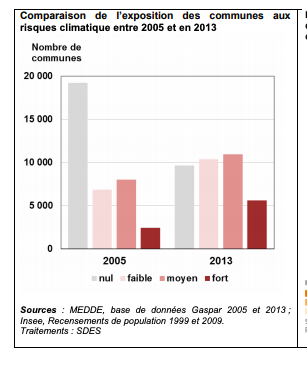 Comparaison de l'exposition des communes aux
risques climatique entre 2005 et en 2013
Nombre de
communes
20 000
15 000
10 000
5 000
0
2005
2013
nul faible moyen fort
Sources : MEDDE, base de données Gaspar 2005 et 2013 ;
Insee, Recensements de population 1999 et 2009.
Traitements : SDES